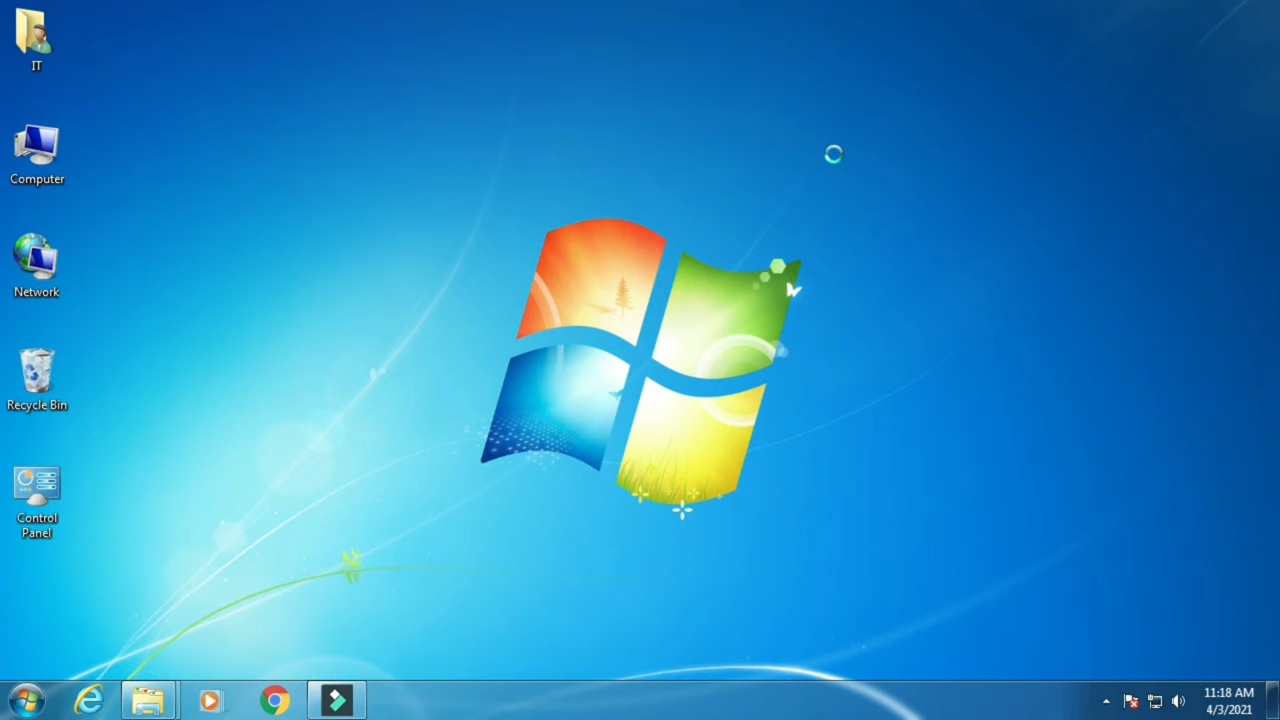 IT
Computer
Network
Recycle Bin
Control
Panel
11:18 AM
4/3/2021